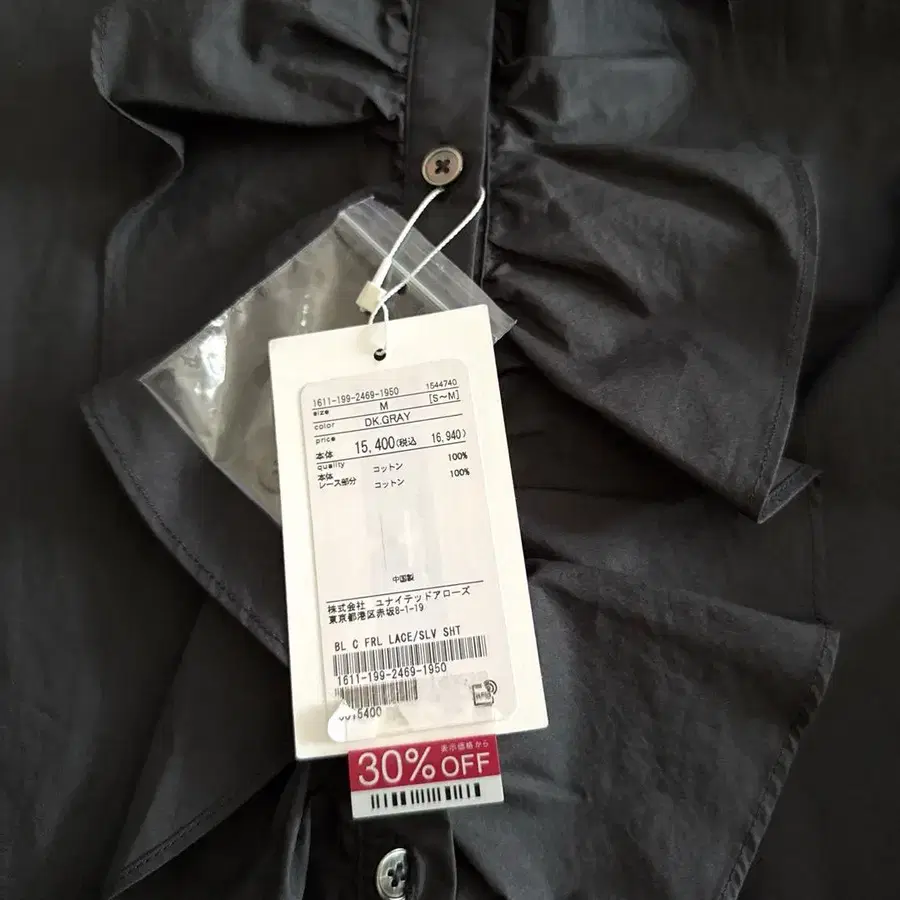 1611-199-2469-1950 1544740
size M [S〜M]
color DK.GRAY
price
本体 15,400(税込 16,940)
quality
本体 コットン 100%
レース部分 コットン 100%
中国製
株式会社 ユナイテッドアローズ
東京都港区赤坂8-1-19
BL C FRL LACE/SLV SHT
1611-199-2469-1950
0015400
表示価格から
30%OFF